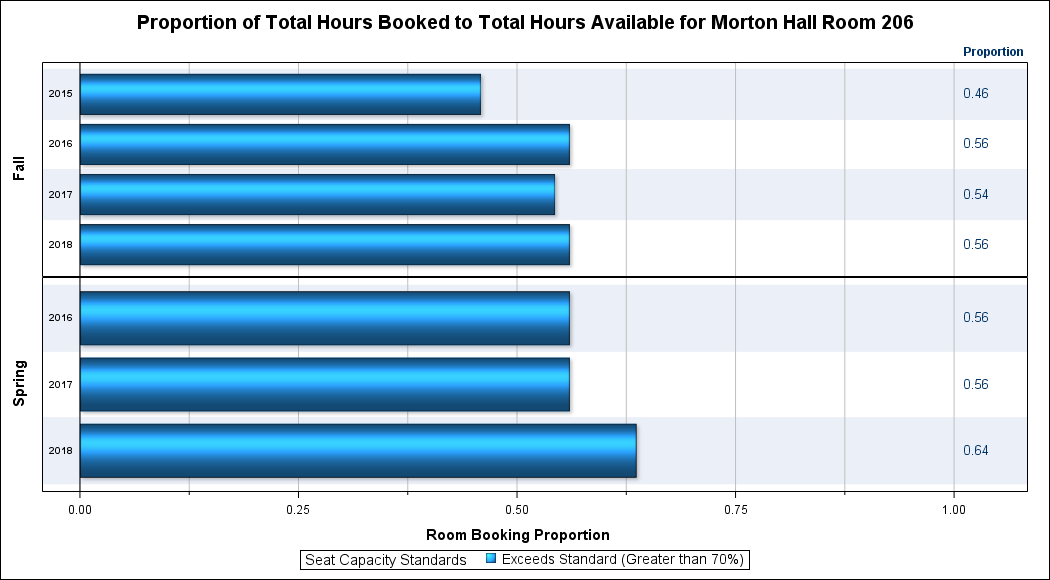 Proportion of Total Hours Booked to Total Hours Available for Morton Hall Room 206
Proportion
Fall
2015 0.46
2016 0.56
2017 0.54
2018 0.56
Spring
2016 0.56
2017 0.56
2018 0.64
0.00 0.25 0.50 0.75 1.00
Room Booking Proportion
Seat Capacity Standards Exceeds Standard (Greater than 70%)